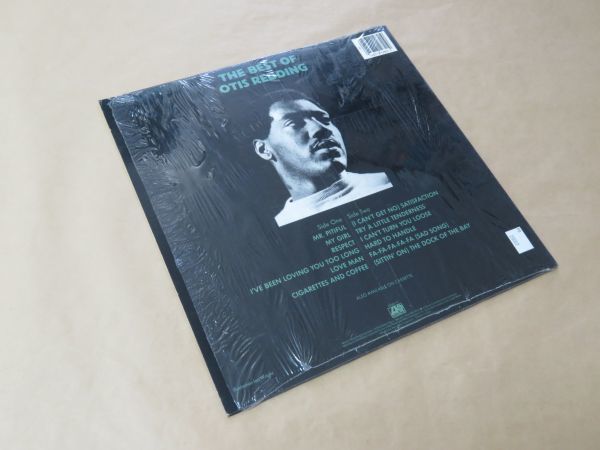 THE BEST OF
OTIS REDDING
Side One Side Two
MR. PITIFUL (I CAN'T GET NO) SATISFACTION
MY GIRL TRY A LITTLE TENDERNESS
RESPECT I CAN'T TURN YOU LOOSE
I'VE BEEN LOVING YOU TOO LONG HARD TO HANDLE
LOVE MAN FA-FA-FA-FA-FA (SAD SONG)
CIGARETTES AND COFFEE (SITTIN' ON) THE DOCK OF THE BAY
ALSO AVAILABLE ON CASSETTE